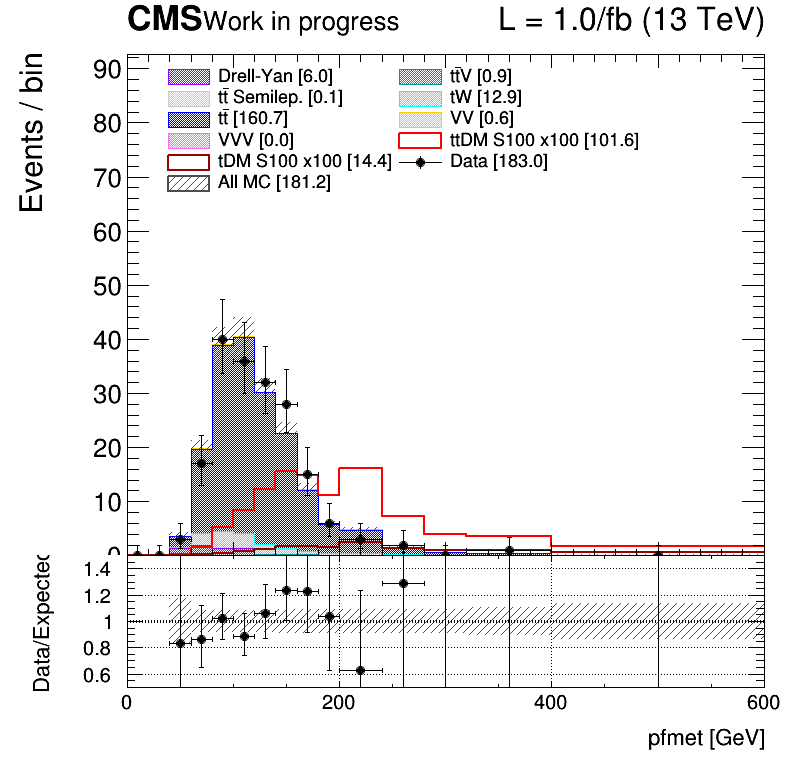 CMS Work in progress L = 1.0/fb (13 TeV)
Events / bin
90
80
70
60
50
40
30
20
10
0
Drell-Yan [6.0] tt̄V [0.9]
tt̄ Semilep. [0.1] tW [12.9]
tt̄ [160.7] VV [0.6]
VVV [0.0] ttDM S100 x100 [101.6]
tDM S100 x100 [14.4] Data [183.0]
All MC [181.2]
Data/Expected
1.4
1.2
1
0.8
0.6
0 200 400 600
pfmet [GeV]